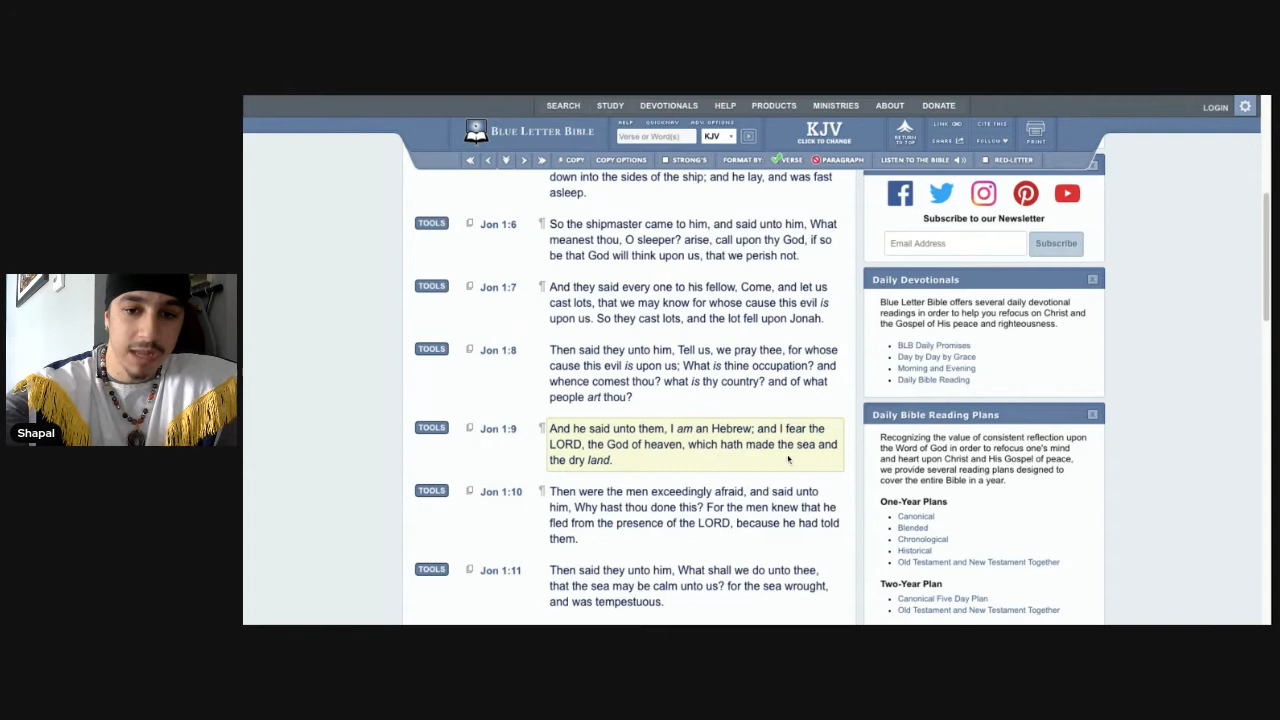 SEARCH STUDY DEVOTIONALS HELP PRODUCTS MINISTRIES ABOUT DONATE LOGIN
BLUE LETTER BIBLE
HELP QUICKNAV ADV. OPTIONS
Verse or Word(s) KJV
KJV
CLICK TO CHANGE
RETURN
TO TOP
LINK CITE THIS
SHARE FOLLOW PRINT
COPY COPY OPTIONS STRONG'S FORMAT BY VERSE PARAGRAPH LISTEN TO THE BIBLE RED-LETTER
down into the sides of the ship; and he lay, and was fast
asleep.
TOOLS Jon 1:6 ¶ So the shipmaster came to him, and said unto him, What
meanest thou, O sleeper? arise, call upon thy God, if so
be that God will think upon us, that we perish not.
TOOLS Jon 1:7 ¶ And they said every one to his fellow, Come, and let us
cast lots, that we may know for whose cause this evil is
upon us. So they cast lots, and the lot fell upon Jonah.
TOOLS Jon 1:8 Then said they unto him, Tell us, we pray thee, for whose
cause this evil is upon us; What is thine occupation? and
whence comest thou? what is thy country? and of what
people art thou?
TOOLS Jon 1:9 ¶ And he said unto them, I am an Hebrew; and I fear the
LORD, the God of heaven, which hath made the sea and
the dry land.
TOOLS Jon 1:10 ¶ Then were the men exceedingly afraid, and said unto
him, Why hast thou done this? For the men knew that he
fled from the presence of the LORD, because he had told
them.
TOOLS Jon 1:11 Then said they unto him, What shall we do unto thee,
that the sea may be calm unto us? for the sea wrought,
and was tempestuous.
Subscribe to our Newsletter
Email Address Subscribe
Daily Devotionals
Blue Letter Bible offers several daily devotional
readings in order to help you refocus on Christ and
the Gospel of His peace and righteousness.
BLB Daily Promises
Day by Day by Grace
Morning and Evening
Daily Bible Reading
Daily Bible Reading Plans
Recognizing the value of consistent reflection upon
the Word of God in order to refocus one's mind
and heart upon Christ and His Gospel of peace,
we provide several reading plans designed to
cover the entire Bible in a year.
One-Year Plans
Canonical
Blended
Chronological
Historical
Old Testament and New Testament Together
Two-Year Plan
Canonical Five Day Plan
Old Testament and New Testament Together
Shapal